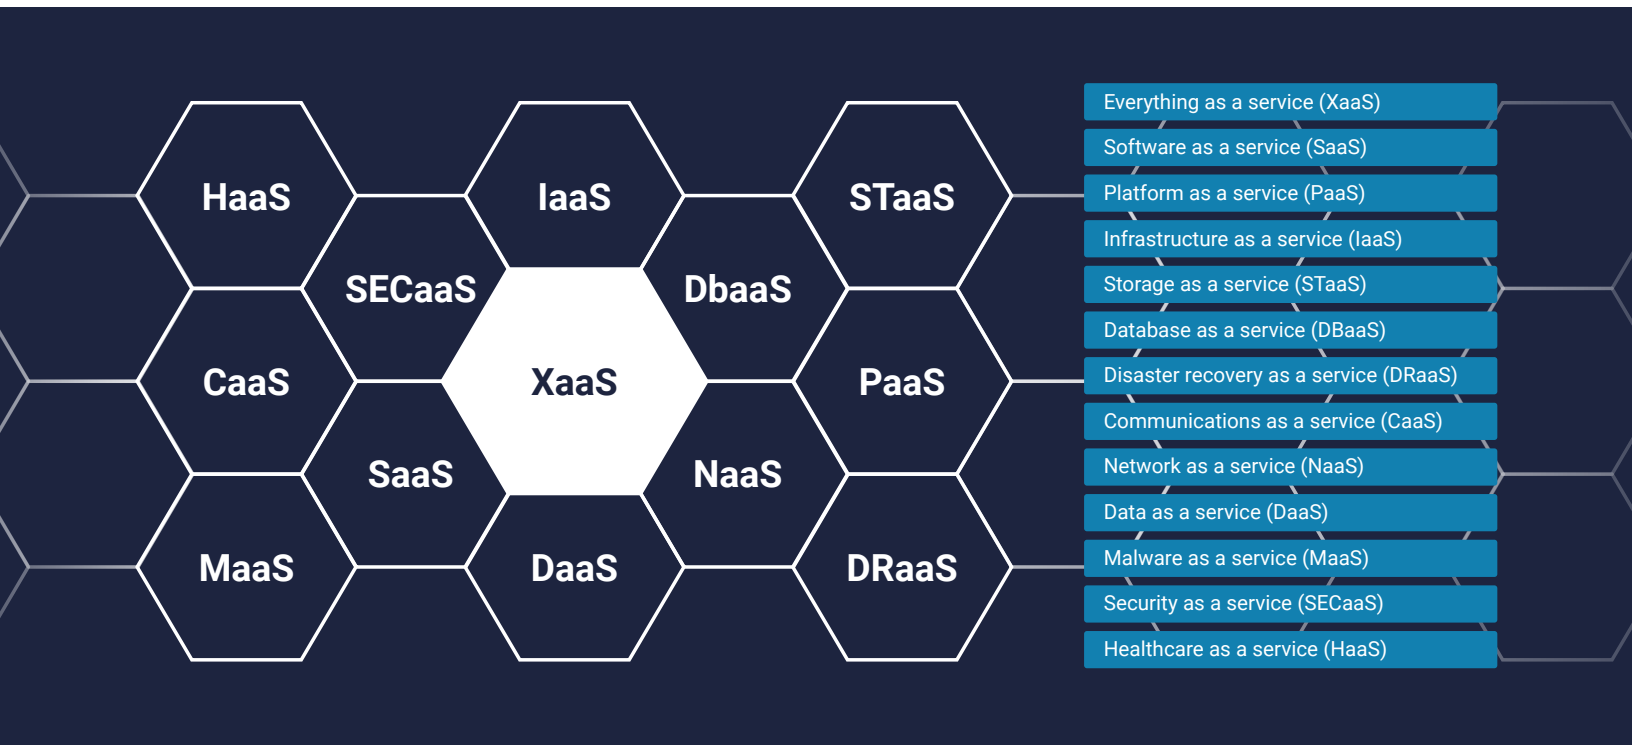 HaaS
IaaS
STaaS
SECaaS
DbaaS
CaaS
XaaS
PaaS
SaaS
NaaS
MaaS
DaaS
DRaaS
Everything as a service (XaaS)
Software as a service (SaaS)
Platform as a service (PaaS)
Infrastructure as a service (IaaS)
Storage as a service (STaaS)
Database as a service (DBaaS)
Disaster recovery as a service (DRaaS)
Communications as a service (CaaS)
Network as a service (NaaS)
Data as a service (DaaS)
Malware as a service (MaaS)
Security as a service (SECaaS)
Healthcare as a service (HaaS)